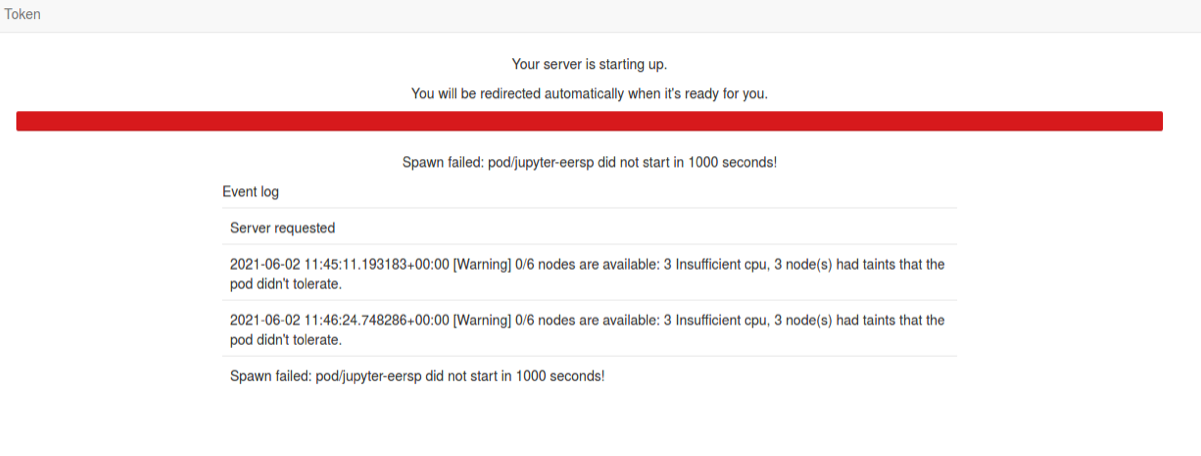 Token
Your server is starting up.
You will be redirected automatically when it's ready for you.
Spawn failed: pod/jupyter-eersp did not start in 1000 seconds!
Event log
Server requested
2021-06-02 11:45:11.193183+00:00 [Warning] 0/6 nodes are available: 3 Insufficient cpu, 3 node(s) had taints that the
pod didn't tolerate.
2021-06-02 11:46:24.748286+00:00 [Warning] 0/6 nodes are available: 3 Insufficient cpu, 3 node(s) had taints that the
pod didn't tolerate.
Spawn failed: pod/jupyter-eersp did not start in 1000 seconds!